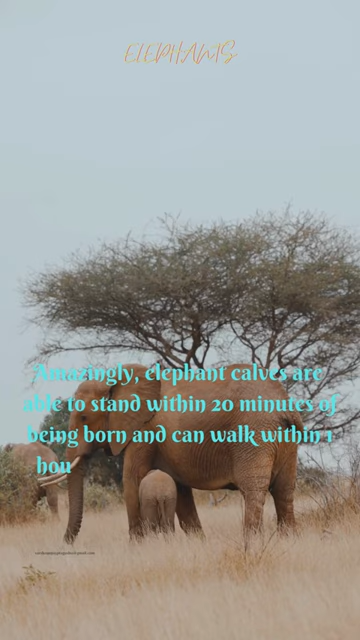 ELEPHANTS
Amazingly, elephant calves are
able to stand within 20 minutes of
being born and can walk within 1
hou